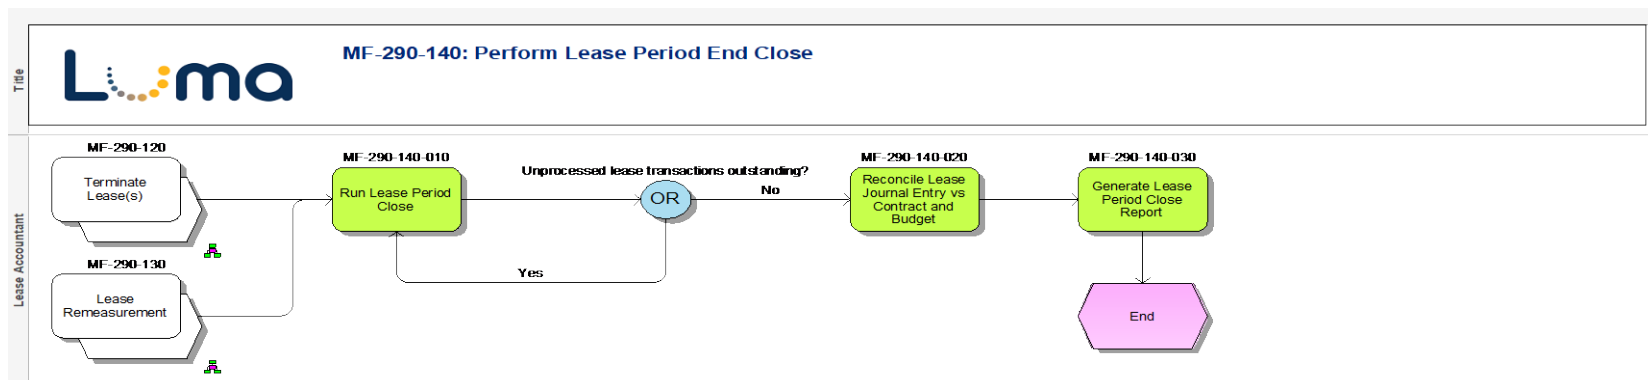 Title
Luma
MF-290-140: Perform Lease Period End Close
Lease Accountant
MF-290-120
Terminate
Lease(s)
MF-290-130
Lease
Remeasurement
MF-290-140-010
Run Lease Period
Close
Unprocessed lease transactions outstanding?
OR
No
Yes
MF-290-140-020
Reconcile Lease
Journal Entry vs
Contract and
Budget
MF-290-140-030
Generate Lease
Period Close
Report
End